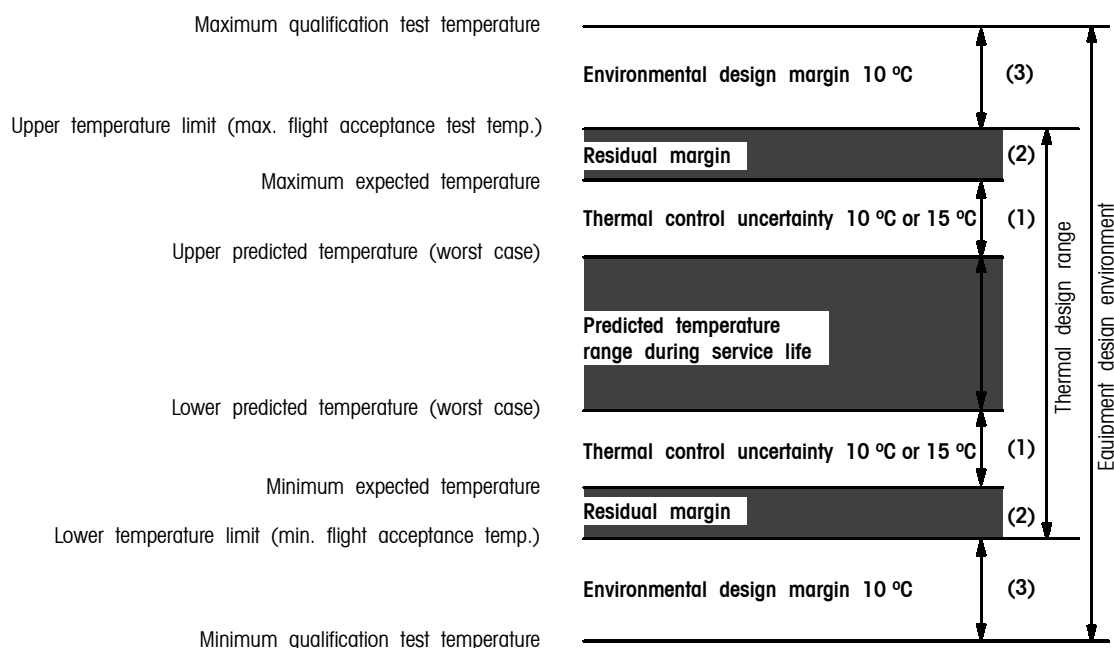 Maximum qualification test temperature
Environmental design margin 10 ºC (3)
Upper temperature limit (max. flight acceptance test temp.)
Residual margin (2)
Maximum expected temperature
Thermal control uncertainty 10 ºC or 15 ºC (1)
Upper predicted temperature (worst case)
Predicted temperature
range during service life
Thermal design range
Equipment design environment
Lower predicted temperature (worst case)
Thermal control uncertainty 10 ºC or 15 ºC (1)
Minimum expected temperature
Residual margin (2)
Lower temperature limit (min. flight acceptance temp.)
Environmental design margin 10 ºC (3)
Minimum qualification test temperature